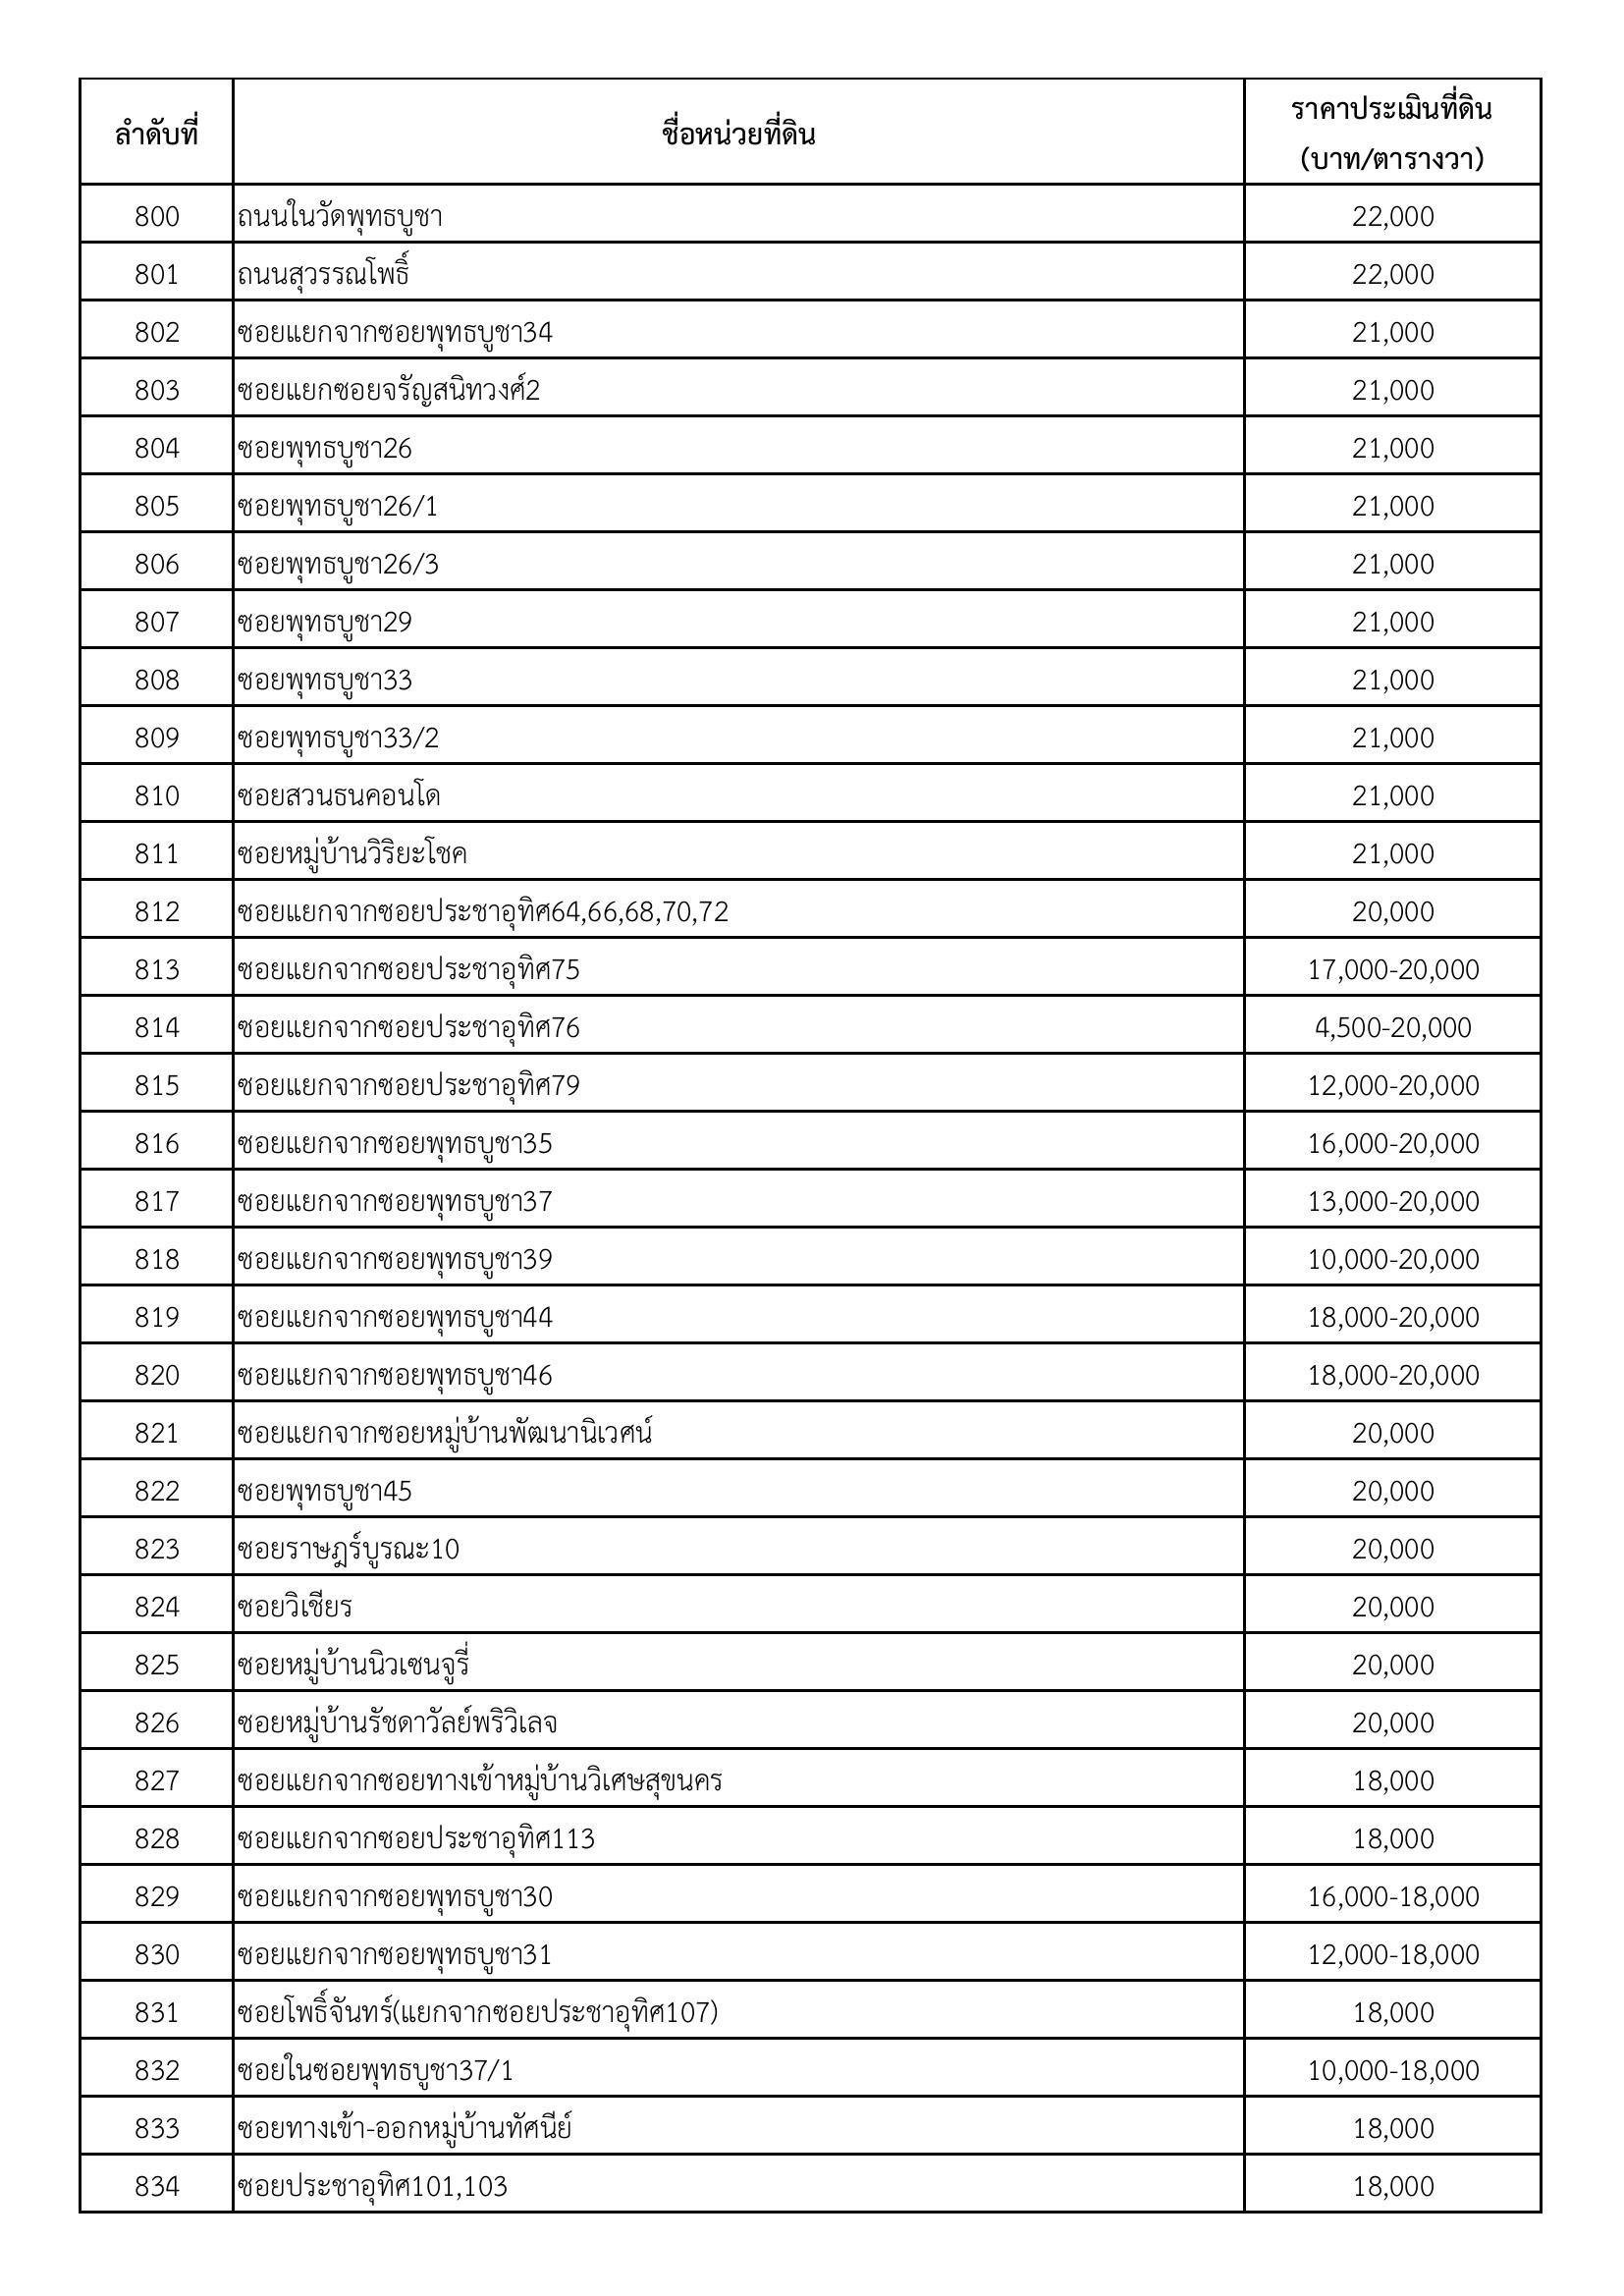 ลำดับที่ ชื่อหน่วยที่ดิน ราคาประเมินที่ดิน
(บาท/ตารางวา)
800 ถนนในวัดพุทธบูชา 22,000
801 ถนนสุวรรณโพธิ์ 22,000
802 ซอยแยกจากซอยพุทธบูชา34 21,000
803 ซอยแยกซอยจรัญสนิทวงศ์2 21,000
804 ซอยพุทธบูชา26 21,000
805 ซอยพุทธบูชา26/1 21,000
806 ซอยพุทธบูชา26/3 21,000
807 ซอยพุทธบูชา29 21,000
808 ซอยพุทธบูชา33 21,000
809 ซอยพุทธบูชา33/2 21,000
810 ซอยสวนธนคอนโด 21,000
811 ซอยหมู่บ้านวิริยะโชค 21,000
812 ซอยแยกจากซอยประชาอุทิศ64,66,68,70,72 20,000
813 ซอยแยกจากซอยประชาอุทิศ75 17,000-20,000
814 ซอยแยกจากซอยประชาอุทิศ76 4,500-20,000
815 ซอยแยกจากซอยประชาอุทิศ79 12,000-20,000
816 ซอยแยกจากซอยพุทธบูชา35 16,000-20,000
817 ซอยแยกจากซอยพุทธบูชา37 13,000-20,000
818 ซอยแยกจากซอยพุทธบูชา39 10,000-20,000
819 ซอยแยกจากซอยพุทธบูชา44 18,000-20,000
820 ซอยแยกจากซอยพุทธบูชา46 18,000-20,000
821 ซอยแยกจากซอยหมู่บ้านพัฒนานิเวศน์ 20,000
822 ซอยพุทธบูชา45 20,000
823 ซอยราษฎร์บูรณะ10 20,000
824 ซอยวิเชียร 20,000
825 ซอยหมู่บ้านนิวเซนจูรี่ 20,000
826 ซอยหมู่บ้านรัชดาวัลย์พริวิเลจ 20,000
827 ซอยแยกจากซอยทางเข้าหมู่บ้านวิเศษสุขนคร 18,000
828 ซอยแยกจากซอยประชาอุทิศ113 18,000
829 ซอยแยกจากซอยพุทธบูชา30 16,000-18,000
830 ซอยแยกจากซอยพุทธบูชา31 12,000-18,000
831 ซอยโพธิ์จันทร์(แยกจากซอยประชาอุทิศ107) 18,000
832 ซอยในซอยพุทธบูชา37/1 10,000-18,000
833 ซอยทางเข้า-ออกหมู่บ้านทัศนีย์ 18,000
834 ซอยประชาอุทิศ101,103 18,000